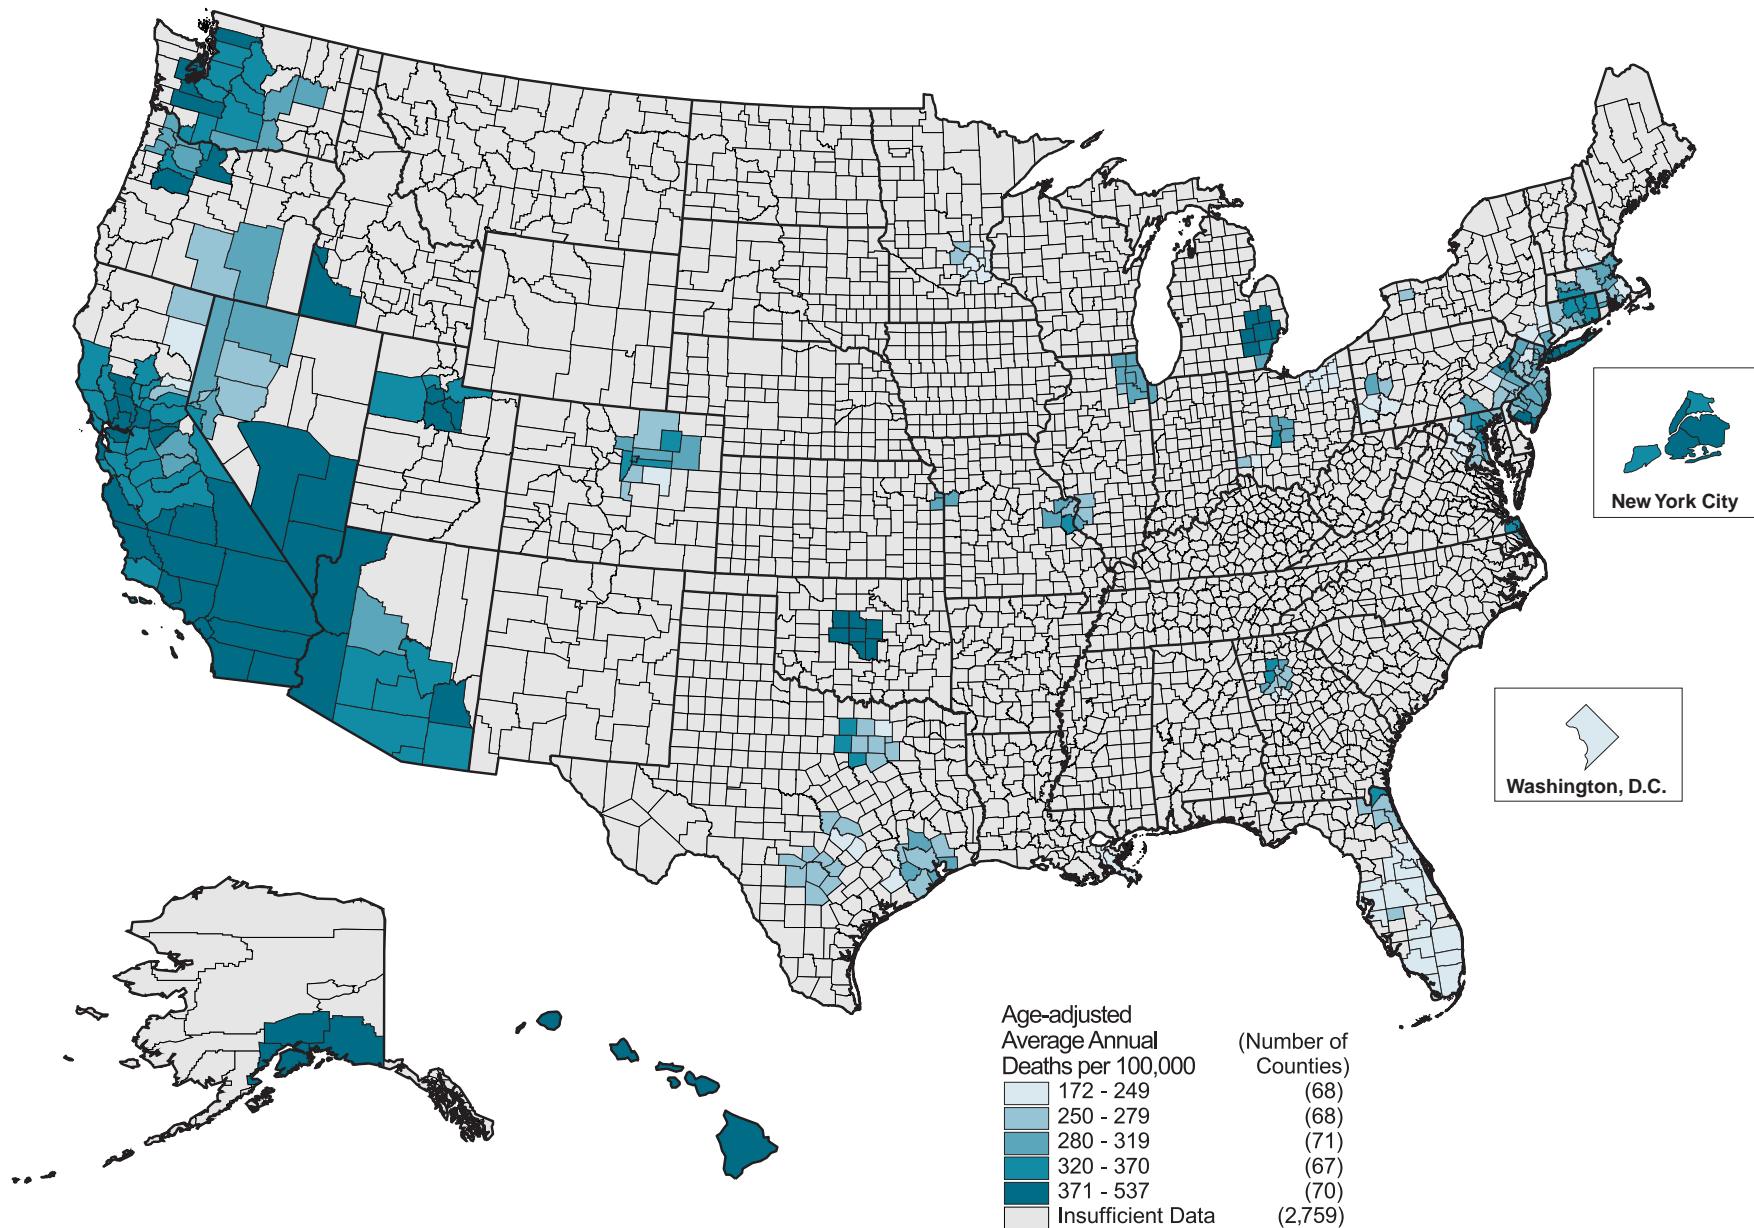 New York City
Washington, D.C.
Age-adjusted
Average Annual (Number of
Deaths per 100,000 Counties)
172 - 249 (68)
250 - 279 (68)
280 - 319 (71)
320 - 370 (67)
371 - 537 (70)
Insufficient Data (2,759)